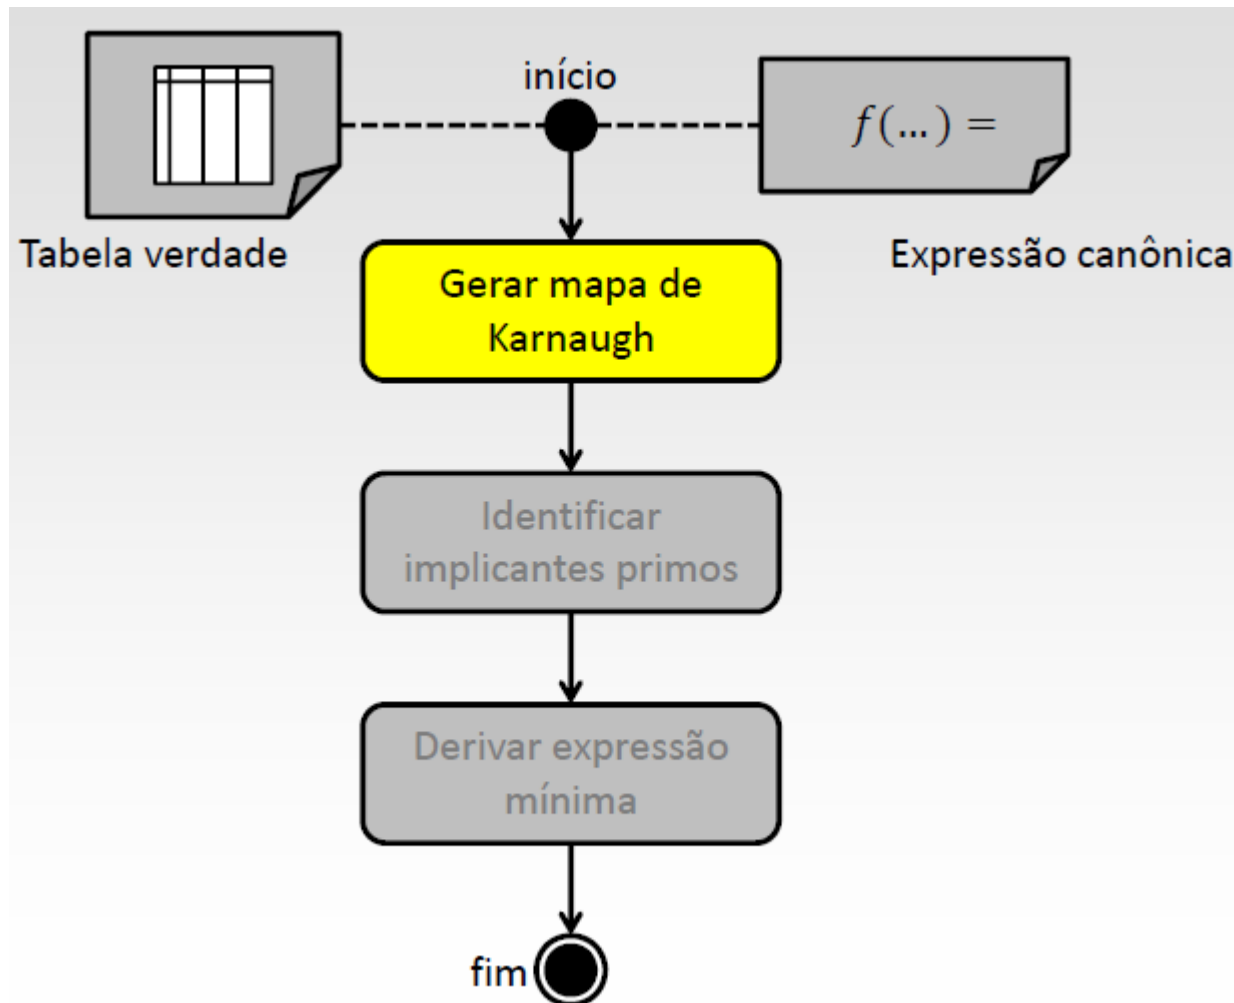 início
f(...) =
Tabela verdade
Expressão canônica
Gerar mapa de
Karnaugh
Identificar
implicantes primos
Derivar expressão
mínima
fim